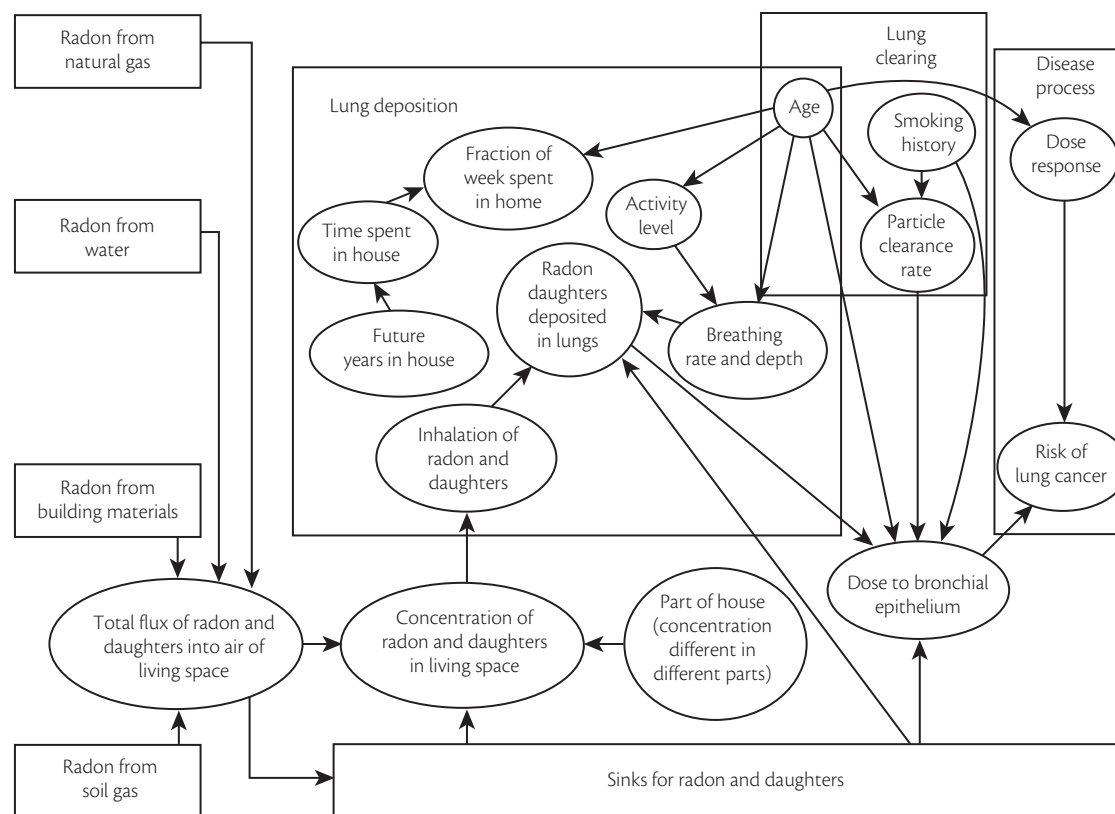 Radon from
natural gas
Lung
clearing
Disease
process
Lung deposition
Age
Smoking
history
Dose
response
Fraction of
week spent
in home
Radon from
water
Time spent
in house
Activity
level
Particle
clearance
rate
Radon
daughters
deposited
in lungs
Future
years in house
Breathing
rate and depth
Inhalation of
radon and
daughters
Risk of
lung cancer
Radon from
building materials
Dose to bronchial
epithelium
Total flux of radon and
daughters into air of
living space
Concentration of
radon and daughters
in living space
Part of house
(concentration
different in
different parts)
Radon from
soil gas
Sinks for radon and daughters